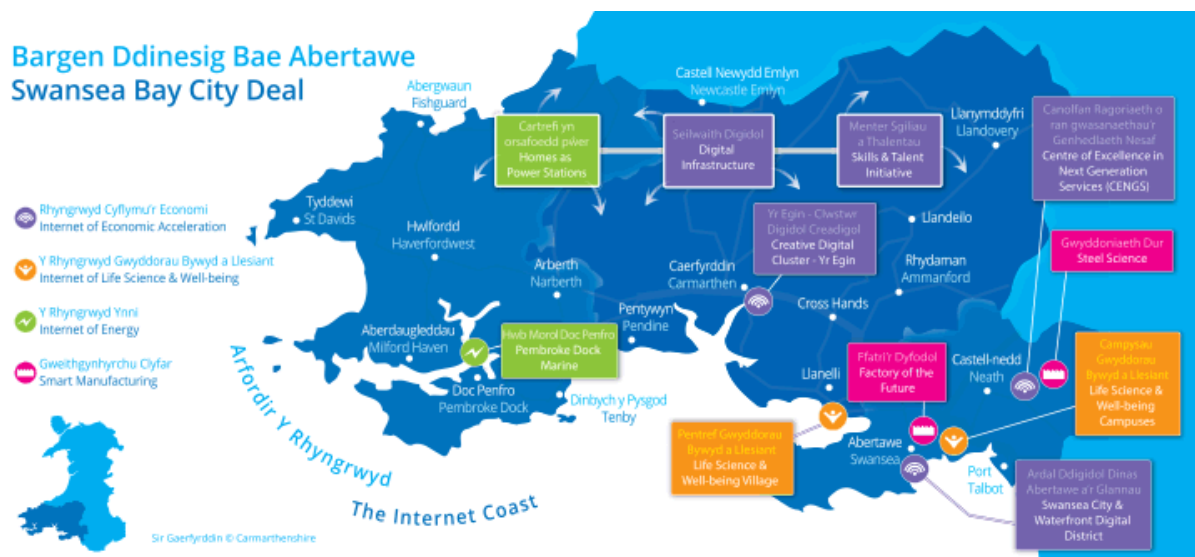 Bargen Ddinesig Bae Abertawe
Swansea Bay City Deal
Rhyngrwyd Cyflymu'r Economi
Internet of Economic Acceleration
Y Rhyngrwyd Gwyddorau Bywyd a Llesiant
Internet of Life Science & Well-being
Y Rhyngrwyd Ynni
Internet of Energy
Gweithgynhyrchu Clyfar
Smart Manufacturing
Abergwaun
Fishguard
Castell Newydd Emlyn
Newcastle Emlyn
Llanymddyfri
Llandovery
Cartrefi yn
orsafoedd pŵer
Homes as
Power Stations
Seilwaith Digidol
Digital
Infrastructure
Menter Sgiliau
a Thalentau
Skills & Talent
Initiative
Canolfan Ragoriaeth o
ran gwasanaethau'r
Genhedlaeth Nesaf
Centre of Excellence in
Next Generation
Services (CENGS)
Tyddewi
St Davids
Hwlfordd
Haverfordwest
Arberth
Narberth
Yr Egin - Clwstwr
Digidol Creadigol
Creative Digital
Cluster - Yr Egin
Llandeilo
Gwyddoniaeth Dur
Steel Science
Caerfyrddin
Carmarthen
Rhydaman
Ammanford
Cross Hands
Pentywyn
Pendine
Aberdaugleddau
Milford Haven
Hwb Morol Doc Penfro
Pembroke Dock
Marine
Doc Penfro
Pembroke Dock
Dinbych y Pysgod
Tenby
Ffatri'r Dyfodol
Factory of the
Future
Castell-nedd
Neath
Campysau
Gwyddorau
Bywyd a Llesiant
Life Science &
Well-being
Campuses
Llanelli
Pentref Gwyddorau
Bywyd a Llesiant
Life Science &
Well-being Village
Abertawe
Swansea
Port
Talbot
Ardal Ddigidol Dinas
Abertawe a'r Glannau
Swansea City &
Waterfront Digital
District
Arfordir Y Rhyngrwyd
The Internet Coast
Sir Gaerfyrddin © Carmarthenshire